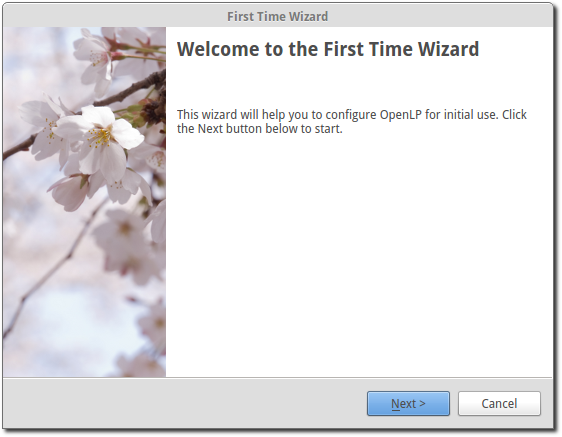 First Time Wizard
Welcome to the First Time Wizard
This wizard will help you to configure OpenLP for initial use. Click
the Next button below to start.
Next >
Cancel